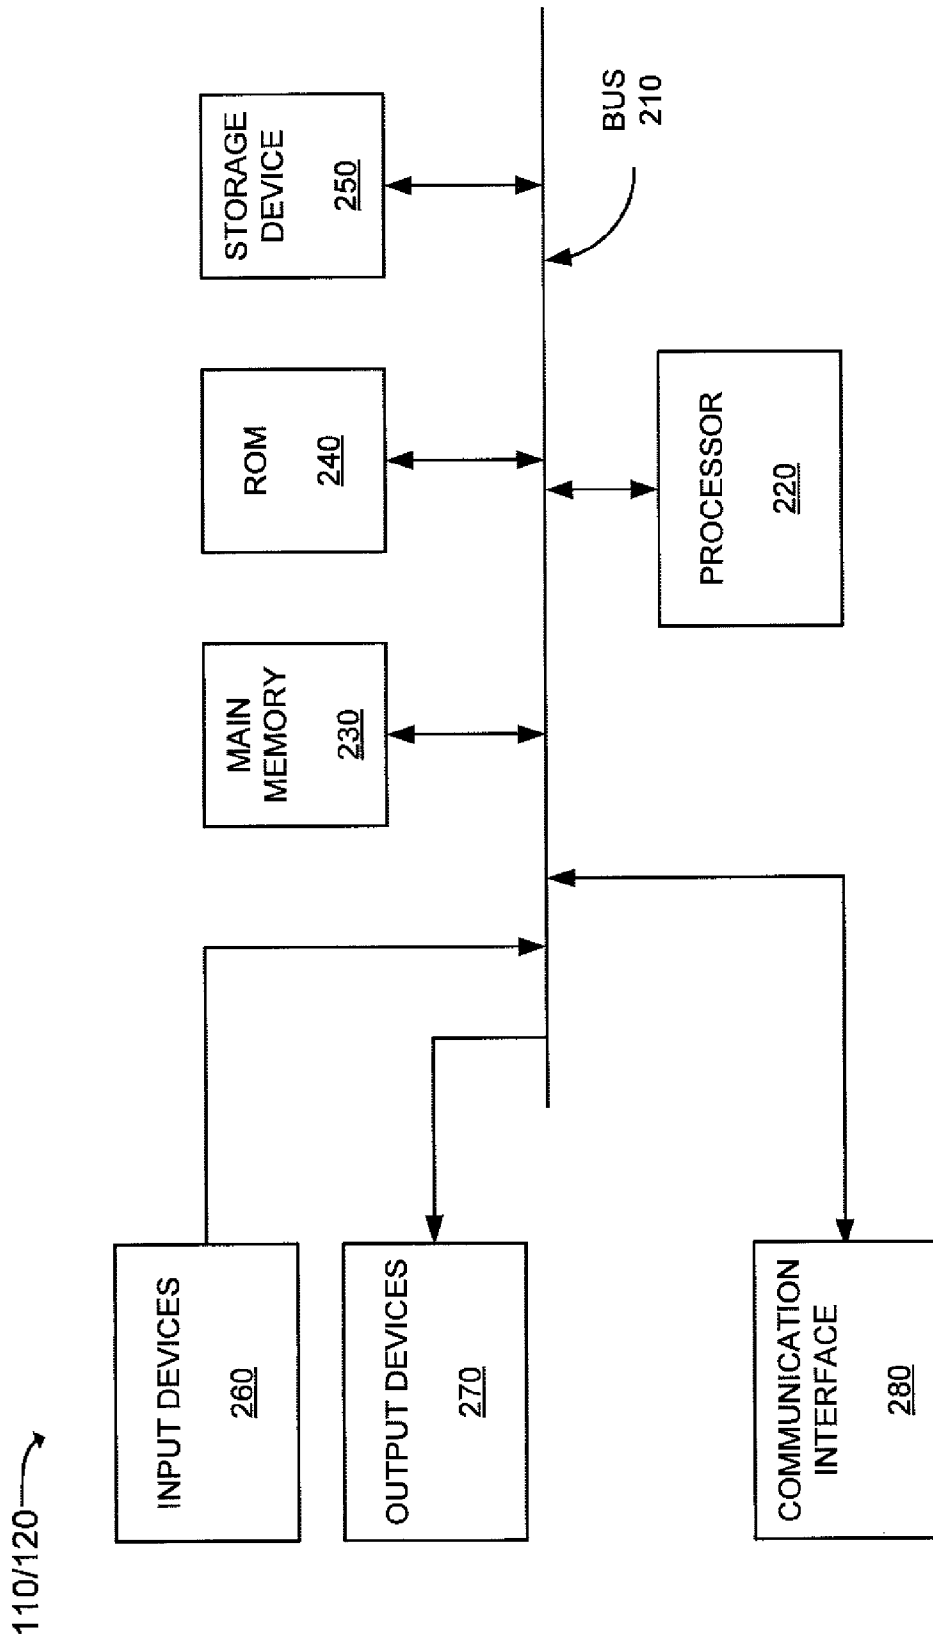 110/120
INPUT DEVICES
260
OUTPUT DEVICES
270
COMMUNICATION
INTERFACE
280
MAIN
MEMORY
230
ROM
240
STORAGE
DEVICE
250
PROCESSOR
220
BUS
210